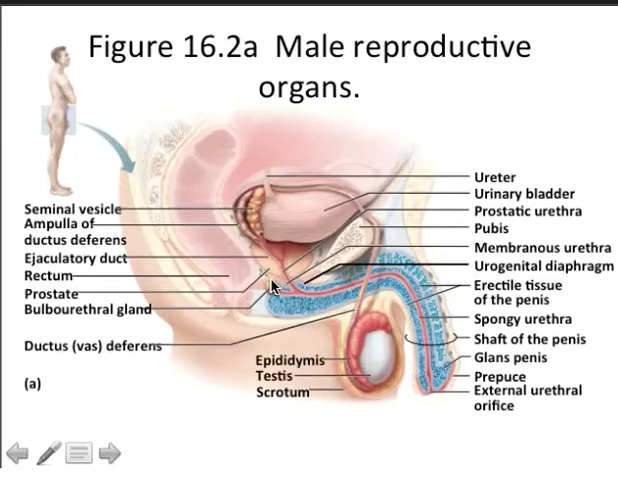 Figure 16.2a  Male reproductive
organs.
Seminal vesicle
Ampulla of
ductus deferens
Ejaculatory duct
Rectum
Prostate
Bulbourethral gland
Ductus (vas) deferens
(a)
Epididymis
Testis
Scrotum
Ureter
Urinary bladder
Prostatic urethra
Pubis
Membranous urethra
Urogenital diaphragm
Erectile tissue
of the penis
Spongy urethra
Shaft of the penis
Glans penis
Prepuce
External urethral
orifice